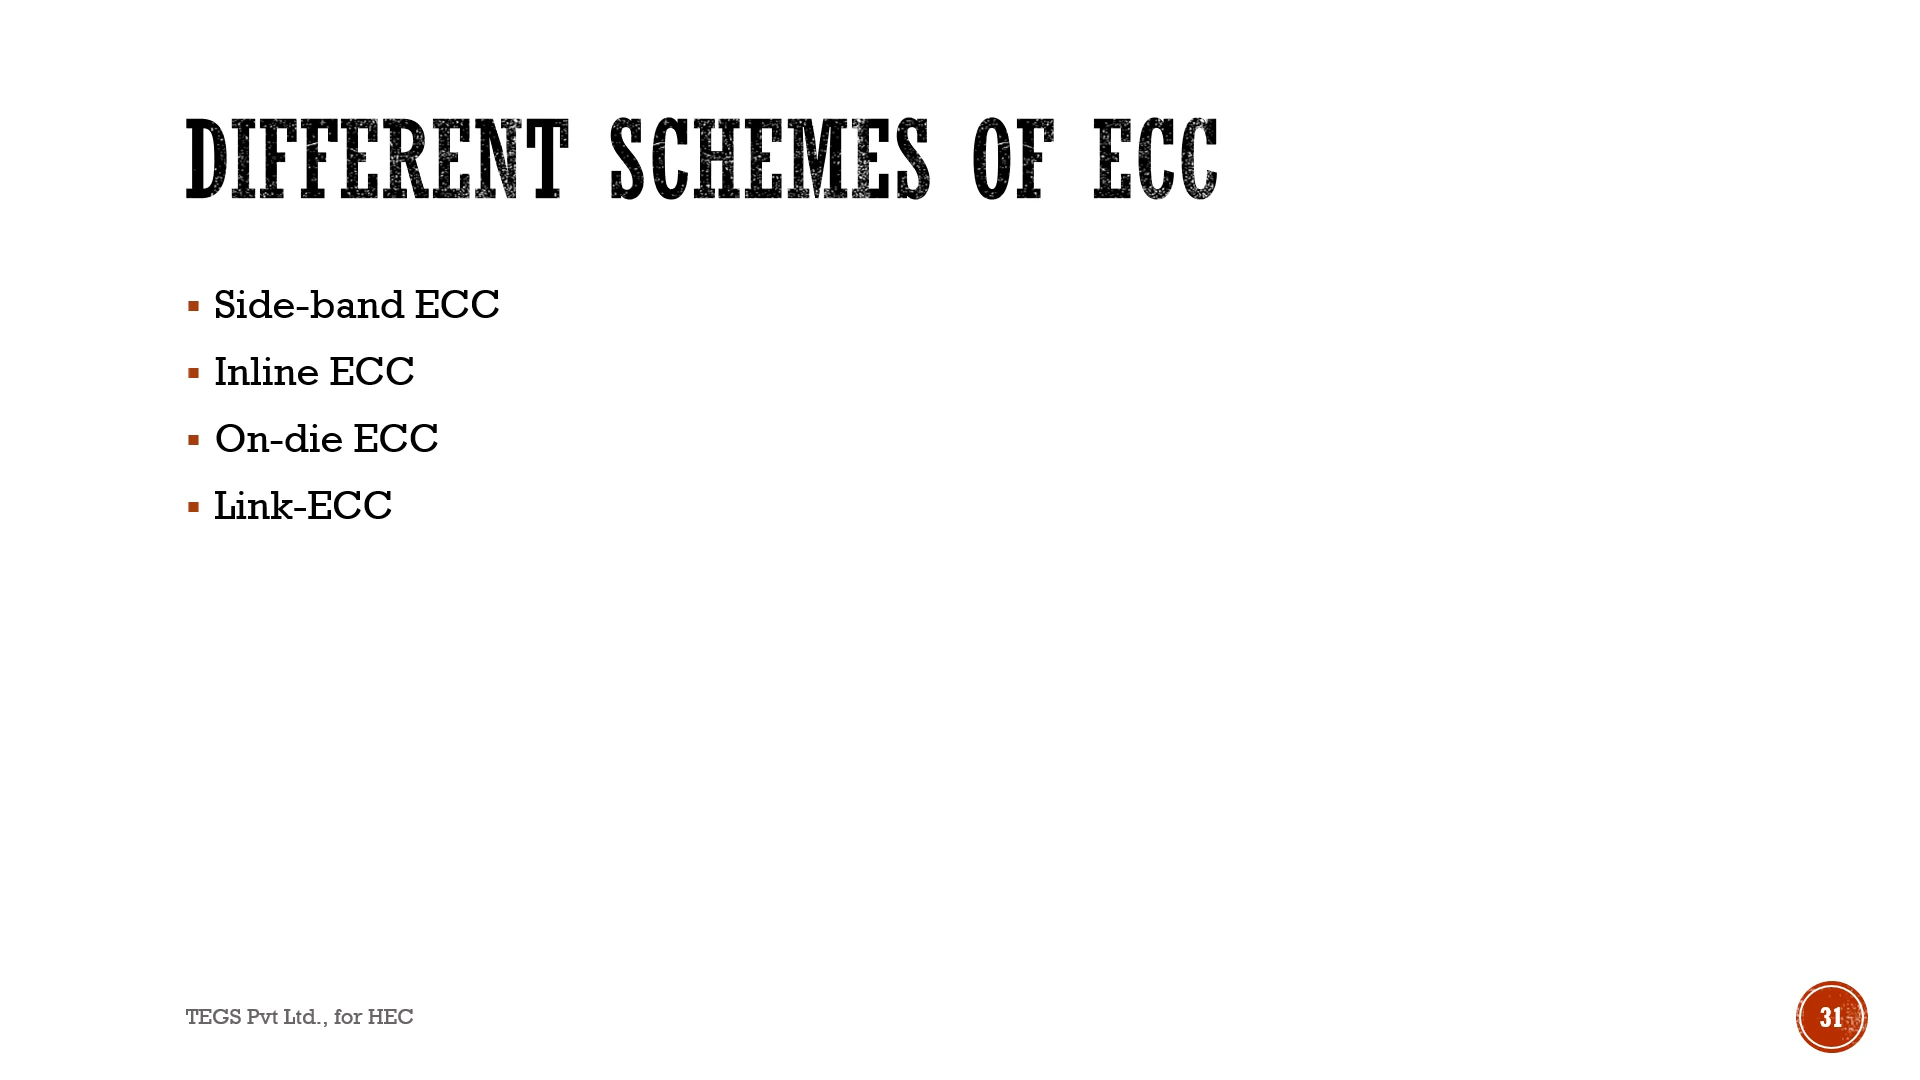 DIFFERENT SCHEMES OF ECC
▪ Side-band ECC
▪ Inline ECC
▪ On-die ECC
▪ Link-ECC
TEGS Pvt Ltd., for HEC
31